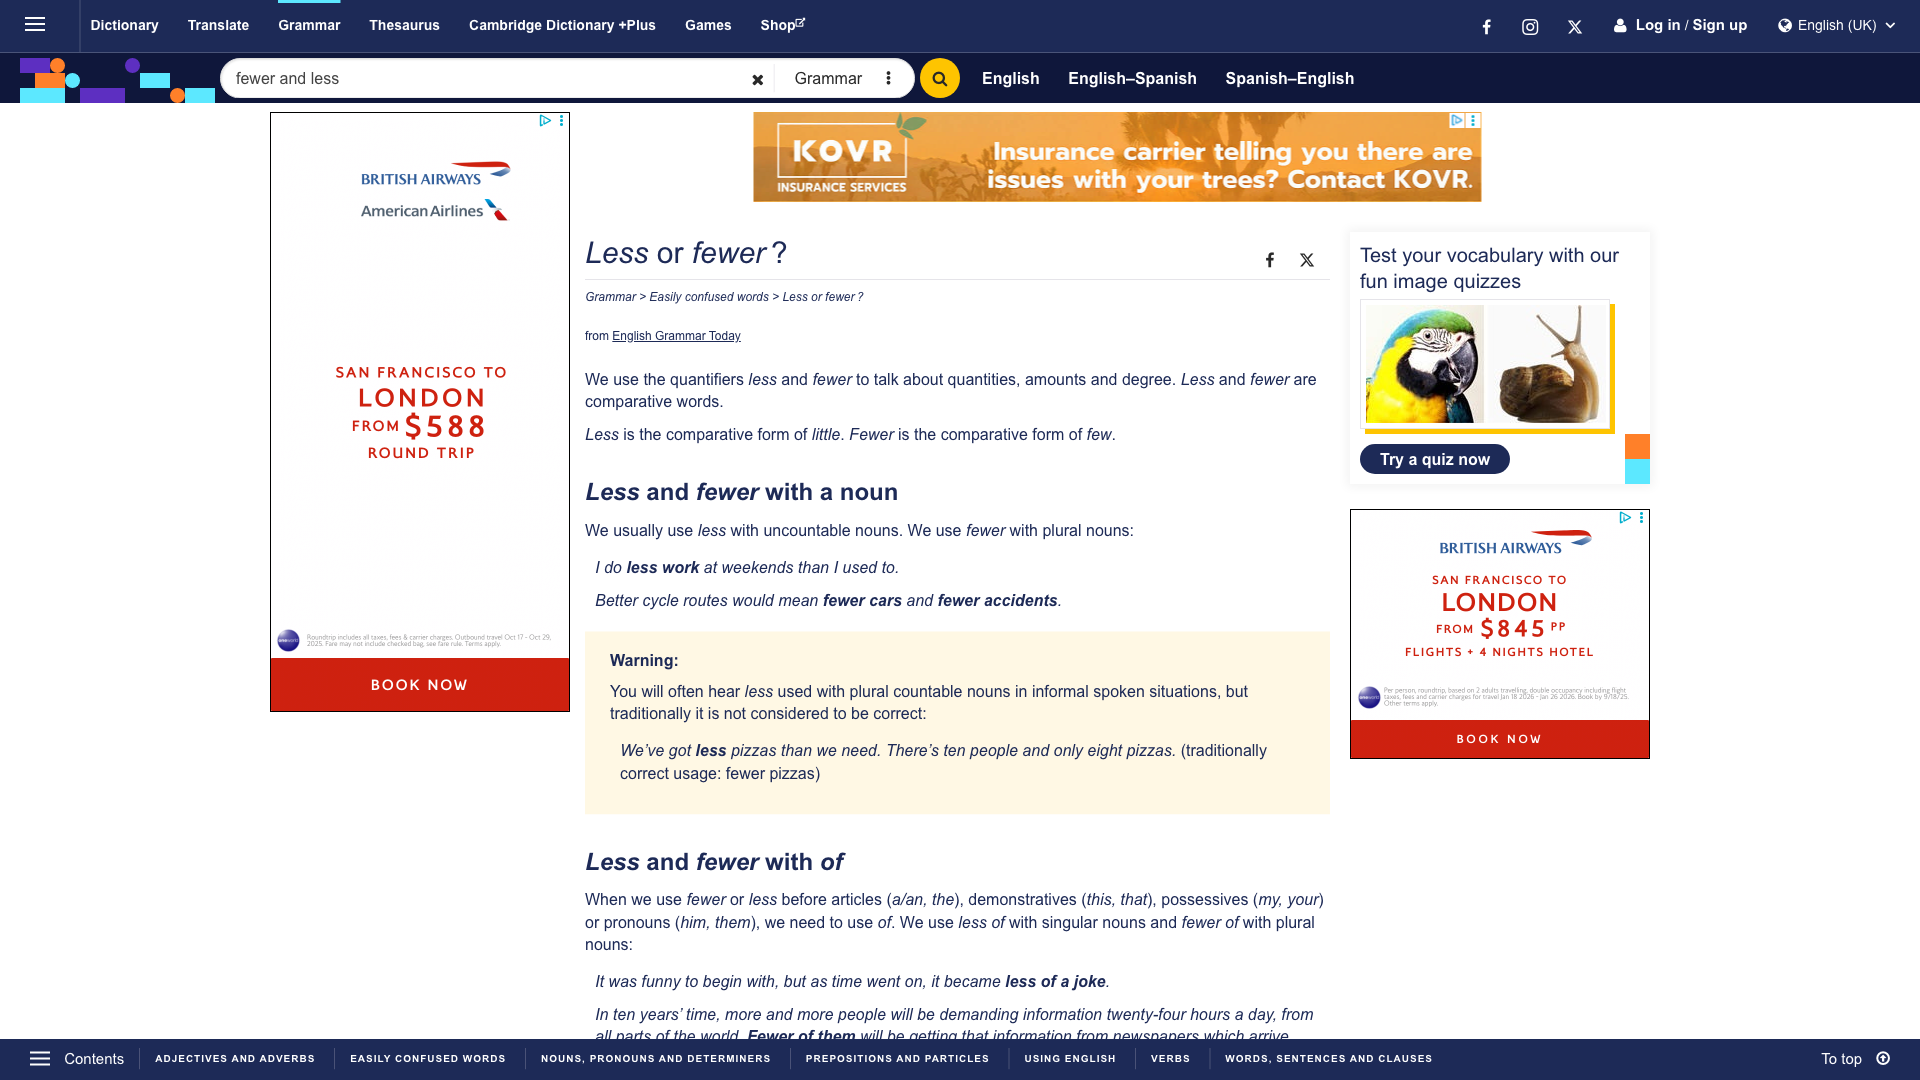 Dictionary Translate Grammar Thesaurus Cambridge Dictionary +Plus Games Shop
Log in / Sign up English (UK)
fewer and less
Grammar
English English–Spanish Spanish–English
BRITISH AIRWAYS
American Airlines
SAN FRANCISCO TO
LONDON
FROM $588
ROUND TRIP
Roundtrip includes all taxes, fees & carrier charges. Outbound travel Oct 17 - Oct 29,
2025. Fare may not include checked bag, see fare rule. Terms apply.
BOOK NOW
KOVR
INSURANCE SERVICES
Insurance carrier telling you there are
issues with your trees? Contact KOVR.
Less or fewer?
Grammar > Easily confused words > Less or fewer?
from English Grammar Today
We use the quantifiers less and fewer to talk about quantities, amounts and degree. Less and fewer are
comparative words.
Less is the comparative form of little. Fewer is the comparative form of few.
Less and fewer with a noun
We usually use less with uncountable nouns. We use fewer with plural nouns:
I do less work at weekends than I used to.
Better cycle routes would mean fewer cars and fewer accidents.
Warning:
You will often hear less used with plural countable nouns in informal spoken situations, but
traditionally it is not considered to be correct:
We’ve got less pizzas than we need. There’s ten people and only eight pizzas. (traditionally
correct usage: fewer pizzas)
Less and fewer with of
When we use fewer or less before articles (a/an, the), demonstratives (this, that), possessives (my, your)
or pronouns (him, them), we need to use of. We use less of with singular nouns and fewer of with plural
nouns:
It was funny to begin with, but as time went on, it became less of a joke.
In ten years’ time, more and more people will be demanding information twenty-four hours a day, from
all parts of the world. Fewer of them will be getting that information from newspapers which arrive
Test your vocabulary with our
fun image quizzes
Try a quiz now
BRITISH AIRWAYS
SAN FRANCISCO TO
LONDON
FROM $845 PP
FLIGHTS + 4 NIGHTS HOTEL
Per person, roundtrip, based on 2 adults travelling, double occupancy including flight
taxes, fees and carrier charges for travel Jan 18 2026 - Jan 26 2026. Book by 9/18/25.
Other terms apply.
BOOK NOW
Contents ADJECTIVES AND ADVERBS EASILY CONFUSED WORDS NOUNS, PRONOUNS AND DETERMINERS PREPOSITIONS AND PARTICLES USING ENGLISH VERBS WORDS, SENTENCES AND CLAUSES To top